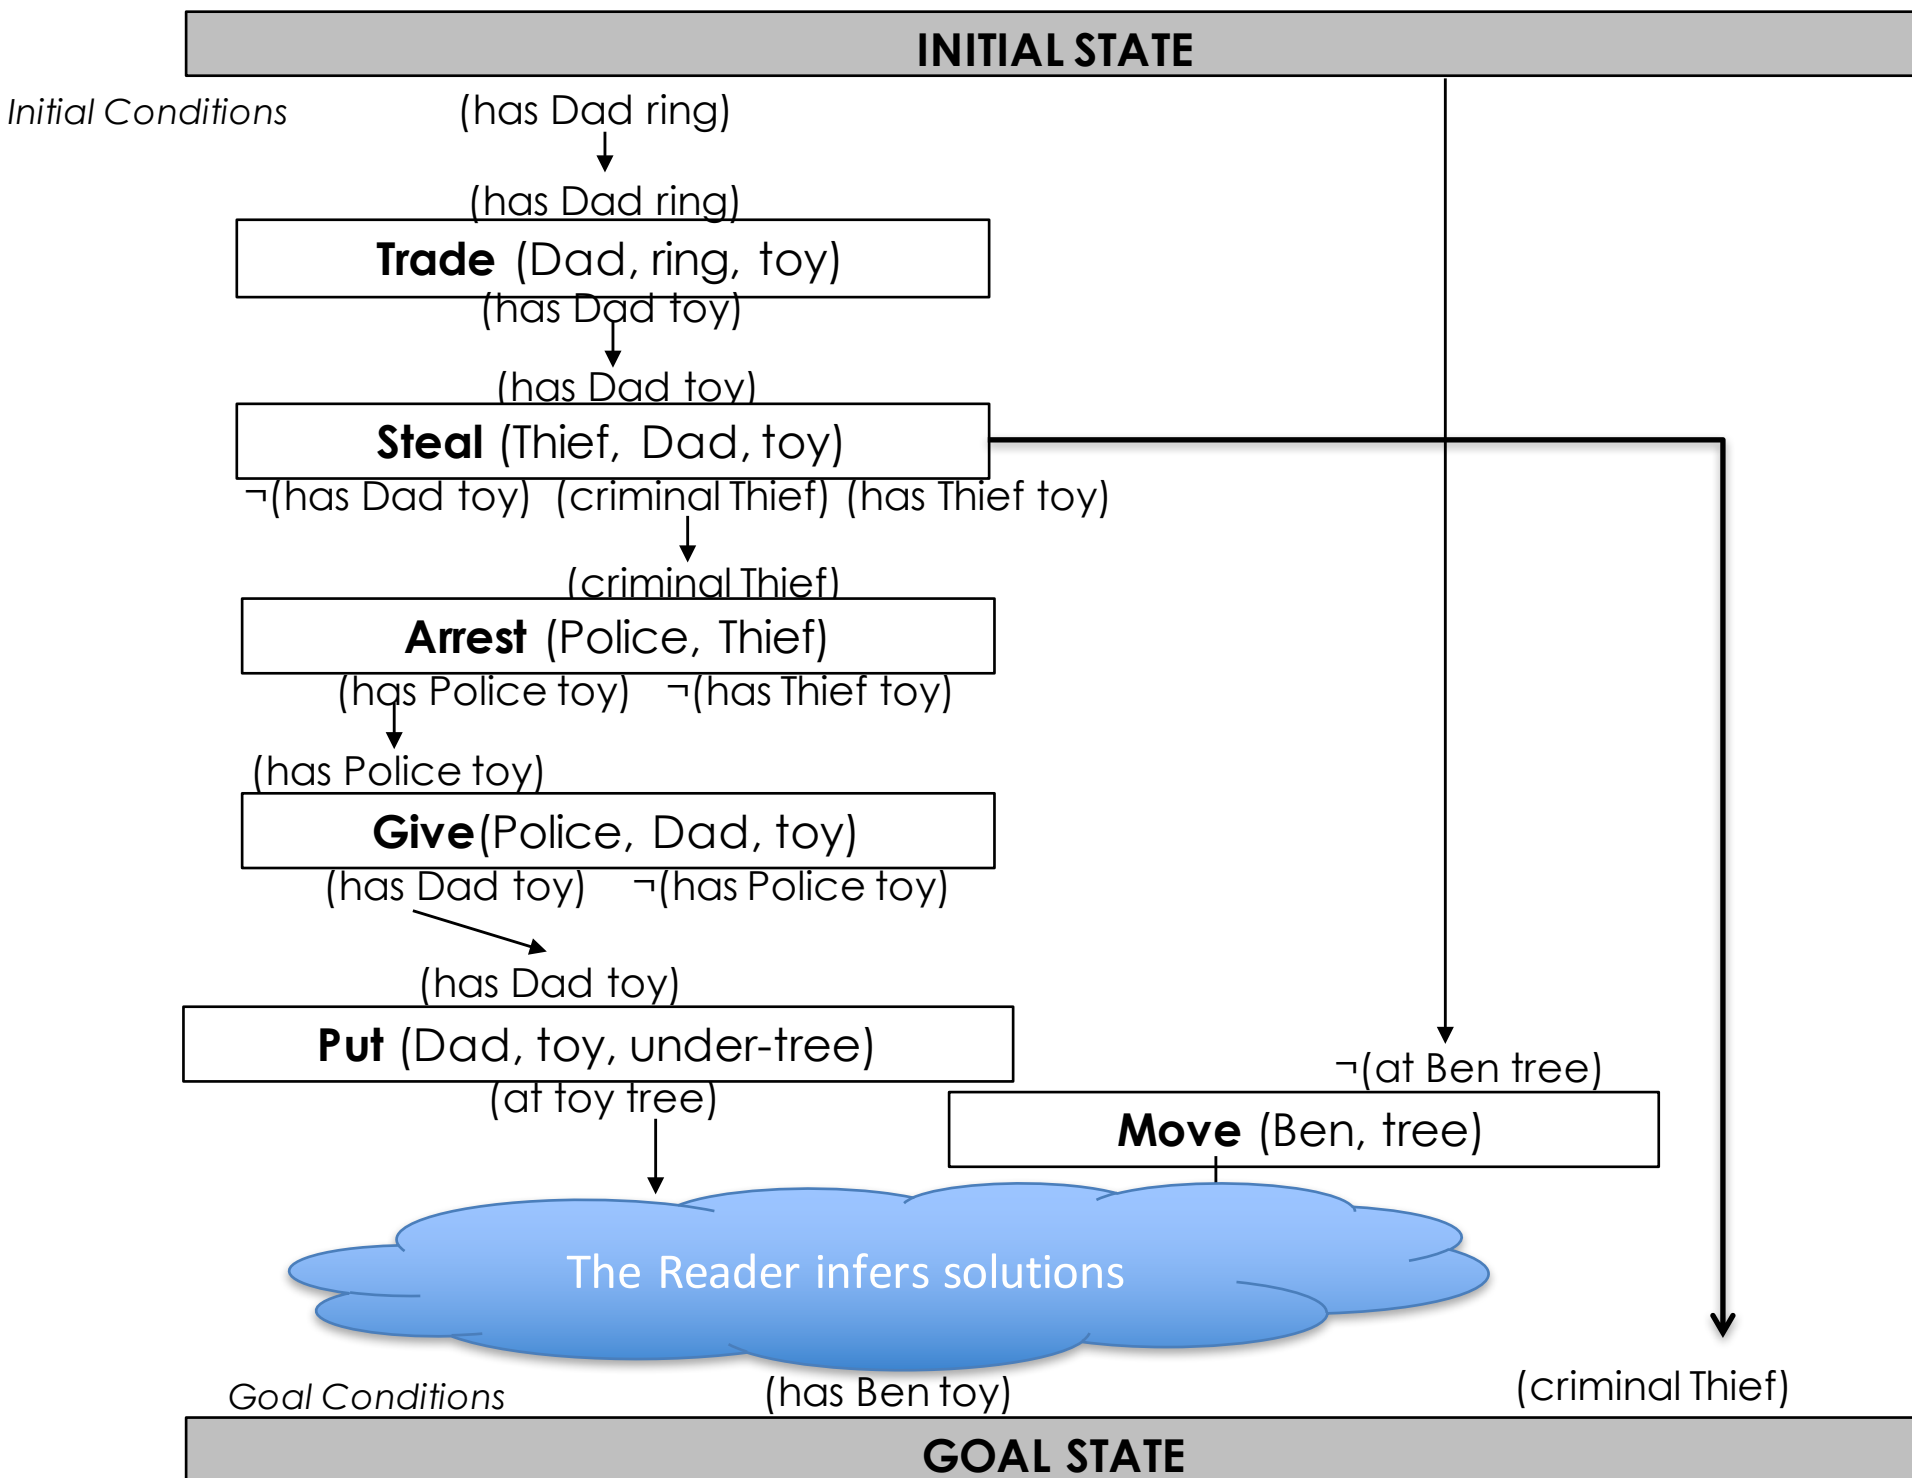 INITIAL STATE
Initial Conditions (has Dad ring)
(has Dad ring)
Trade (Dad, ring, toy)
(has Dad toy)
(has Dad toy)
Steal (Thief, Dad, toy)
¬(has Dad toy) (criminal Thief) (has Thief toy)
(criminal Thief)
Arrest (Police, Thief)
(has Police toy) ¬(has Thief toy)
(has Police toy)
Give(Police, Dad, toy)
(has Dad toy) ¬(has Police toy)
(has Dad toy)
Put (Dad, toy, under-tree)
(at toy tree)
¬(at Ben tree)
Move (Ben, tree)
The Reader infers solutions
Goal Conditions (has Ben toy) (criminal Thief)
GOAL STATE